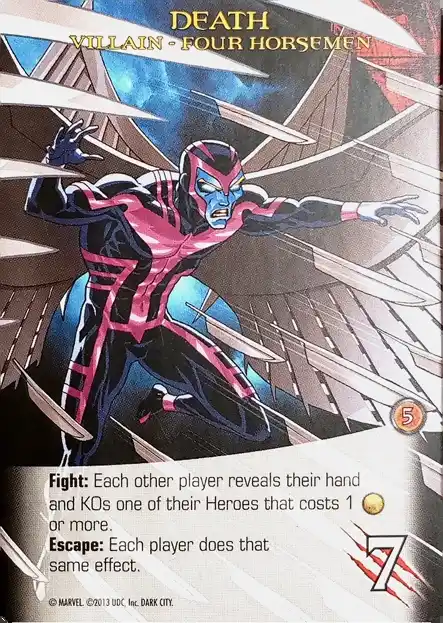 DEATH
VILLAIN - FOUR HORSEMEN
5
Fight: Each other player reveals their hand
and KOs one of their Heroes that costs 1
or more.
Escape: Each player does that
same effect.
7
© MARVEL. ©2013 UDC, Inc. DARK CITY.